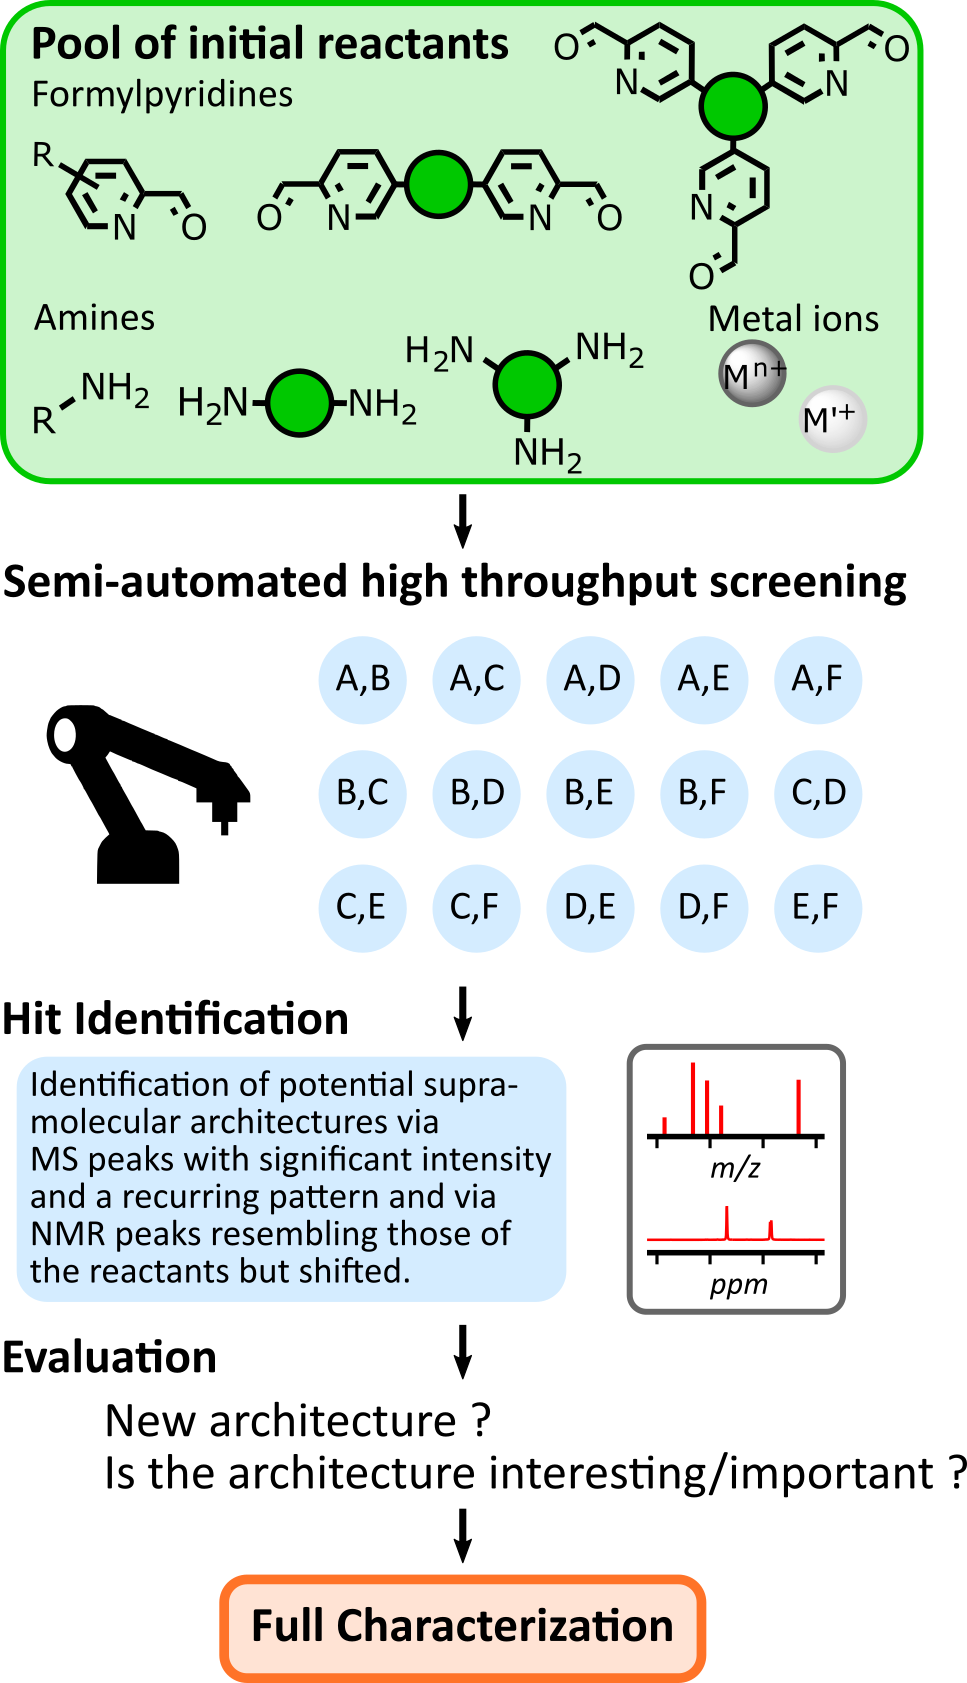 Pool of initial reactants
Formylpyridines
O
N
N
O
R
N
O
O
N
N
O
N
O
Amines
Metal ions
R
NH2
H2N
NH2
H2N
NH2
NH2
Mn+
M'+
Semi-automated high throughput screening
A,B A,C A,D A,E A,F
B,C B,D B,E B,F C,D
C,E C,F D,E D,F E,F
Hit Identification
Identification of potential supra-
molecular architectures via
MS peaks with significant intensity
and a recurring pattern and via
NMR peaks resembling those of
the reactants but shifted.
m/z
ppm
Evaluation
New architecture ?
Is the architecture interesting/important ?
Full Characterization